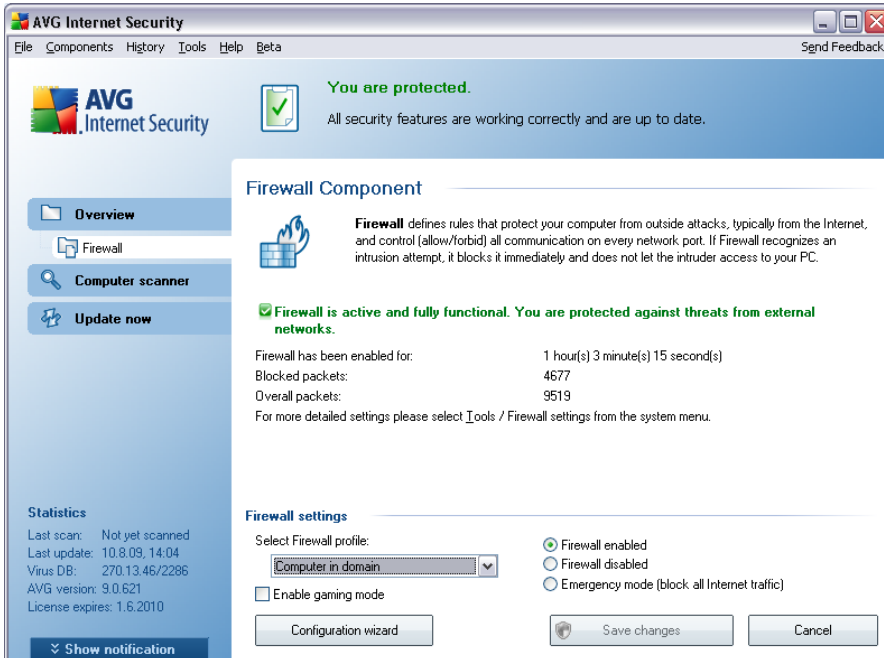 AVG Internet Security
File Components History Tools Help Beta Send Feedback
AVG
Internet Security
You are protected.
All security features are working correctly and are up to date.
Overview
Firewall
Computer scanner
Update now
Firewall Component
Firewall defines rules that protect your computer from outside attacks, typically from the Internet,
and control (allow/forbid) all communication on every network port. If Firewall recognizes an
intrusion attempt, it blocks it immediately and does not let the intruder access to your PC.
Firewall is active and fully functional. You are protected against threats from external
networks.
Firewall has been enabled for: 1 hour(s) 3 minute(s) 15 second(s)
Blocked packets: 4677
Overall packets: 9519
For more detailed settings please select Tools / Firewall settings from the system menu.
Statistics
Last scan: Not yet scanned
Last update: 10.8.09, 14:04
Virus DB: 270.13.46/2286
AVG version: 9.0.621
License expires: 1.6.2010
Show notification
Firewall settings
Select Firewall profile:
Computer in domain
Enable gaming mode
Firewall enabled
Firewall disabled
Emergency mode (block all Internet traffic)
Configuration wizard
Save changes
Cancel